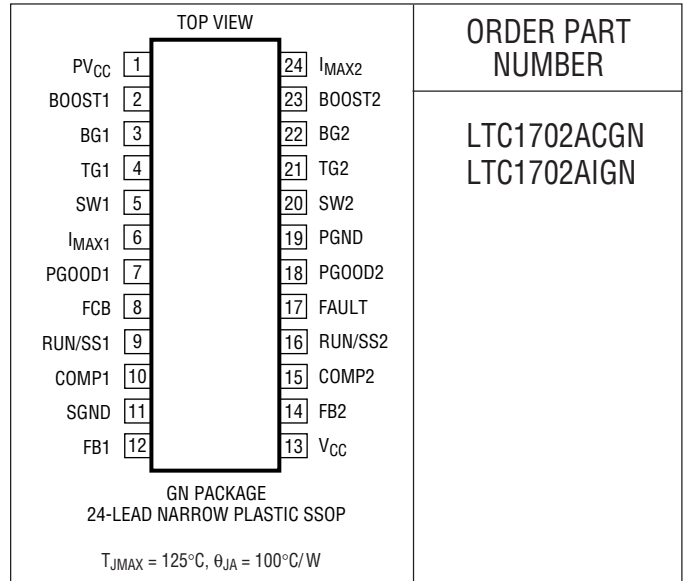 TOP VIEW
PVCC 1
BOOST1 2
BG1 3
TG1 4
SW1 5
IMAX1 6
PGOOD1 7
FCB 8
RUN/SS1 9
COMP1 10
SGND 11
FB1 12
24 IMAX2
23 BOOST2
22 BG2
21 TG2
20 SW2
19 PGND
18 PGOOD2
17 FAULT
16 RUN/SS2
15 COMP2
14 FB2
13 VCC
GN PACKAGE
24-LEAD NARROW PLASTIC SSOP
TJMAX = 125°C, θJA = 100°C/W
ORDER PART
NUMBER
LTC1702ACGN
LTC1702AIGN